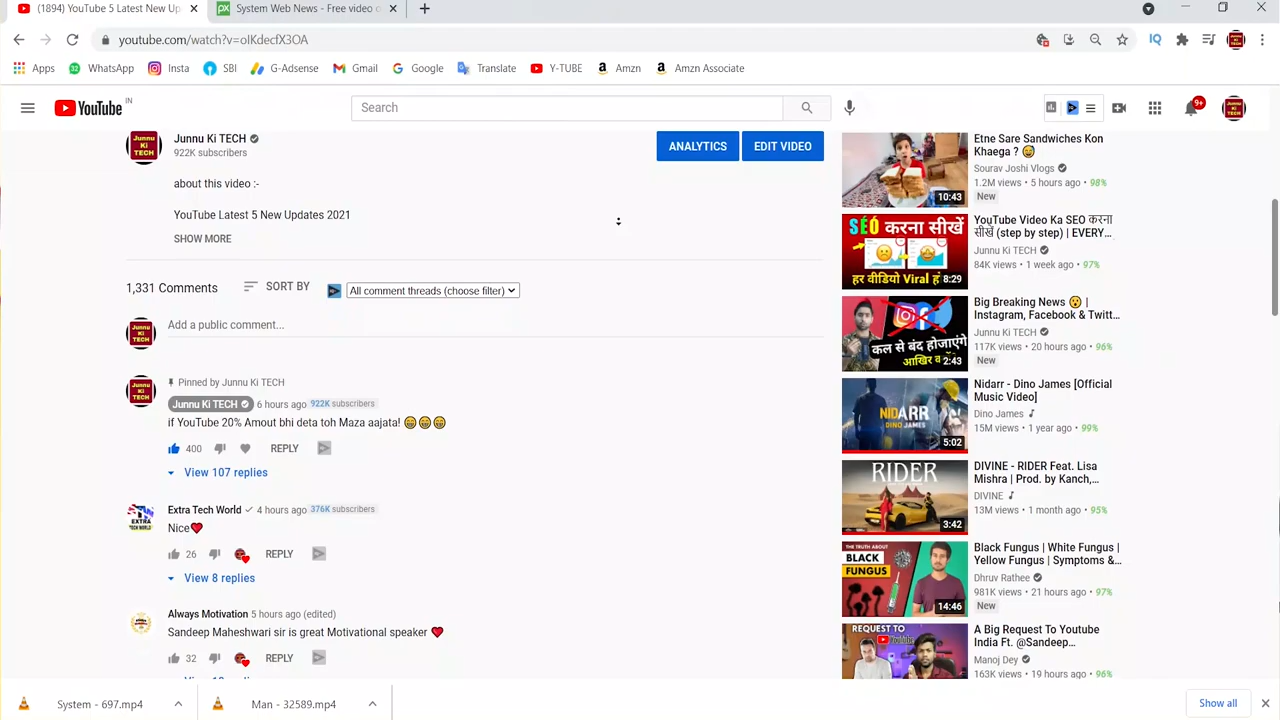 (1894) YouTube 5 Latest New Up
System Web News - Free video o
youtube.com/watch?v=olKdecfX3OA
Apps
WhatsApp
Insta
SBI
G-Adsense
Gmail
Google
Translate
Y-TUBE
Amzn
Amzn Associate
YouTube IN
Search
9+
Junnu Ki TECH
922K subscribers
ANALYTICS
EDIT VIDEO
about this video :-
YouTube Latest 5 New Updates 2021
SHOW MORE
1,331 Comments
SORT BY
All comment threads (choose filter)
Add a public comment...
Pinned by Junnu Ki TECH
Junnu Ki TECH 6 hours ago 922K subscribers
if YouTube 20% Amout bhi deta toh Maza aajata! 😁😁😁
400 REPLY
View 107 replies
Extra Tech World 4 hours ago 376K subscribers
Nice❤️
26 REPLY
View 8 replies
Always Motivation 5 hours ago (edited)
Sandeep Maheshwari sir is great Motivational speaker ❤️
32 REPLY
10:43
Etne Sare Sandwiches Kon
Khaega ? 😄
Sourav Joshi Vlogs
1.2M views • 5 hours ago • 98%
New
SÉÓ करना सीखें
हर वीडियो Viral हो
8:29
YouTube Video Ka SEO करना
सीखें (step by step) | EVERY...
Junnu Ki TECH
84K views • 1 week ago • 97%
कल से बंद होजाएंगे
2:43
Big Breaking News 😮 |
Instagram, Facebook & Twitt...
Junnu Ki TECH
117K views • 20 hours ago • 96%
New
NIDARR
DINO JAMES
5:02
Nidarr - Dino James [Official
Music Video]
Dino James
15M views • 1 year ago • 99%
RIDER
3:42
DIVINE - RIDER Feat. Lisa
Mishra | Prod. by Kanch,...
DIVINE
13M views • 1 month ago • 95%
THE TRUTH ABOUT
BLACK
FUNGUS
14:46
Black Fungus | White Fungus |
Yellow Fungus | Symptoms &...
Dhruv Rathee
981K views • 21 hours ago • 97%
New
REQUEST TO
YouTube
A Big Request To Youtube
India Ft. @Sandeep...
Manoj Dey
163K views • 19 hours ago • 96%
System - 697.mp4
Man - 32589.mp4
Show all